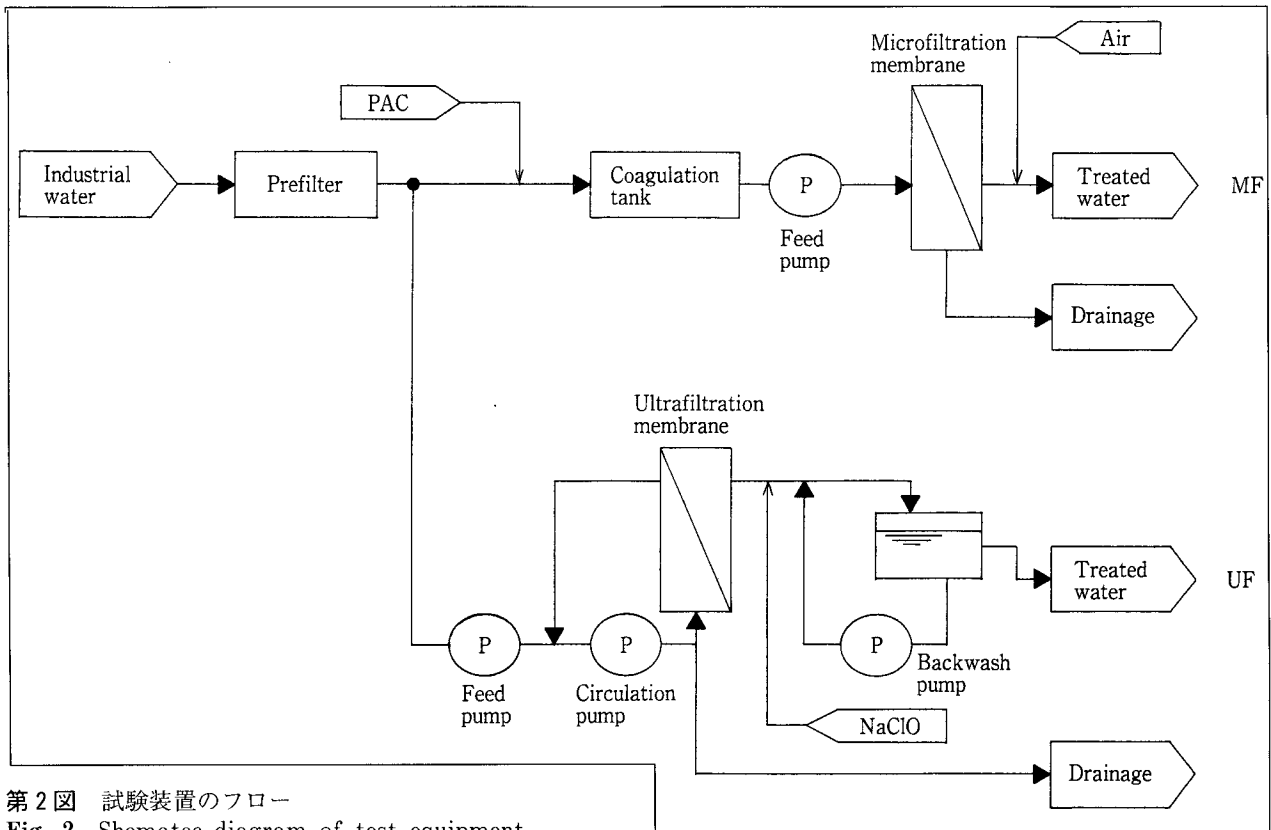 Microfiltration
membrane
Air
PAC
Industrial
water
Prefilter
Coagulation
tank
P
Feed
pump
Treated
water
MF
Drainage
Ultrafiltration
membrane
Treated
water
UF
P
Feed
pump
P
Circulation
pump
P
Backwash
pump
NaClO
Drainage
第2図 試験装置のフロー
Fig. 2 Shematec diagram of test equipment